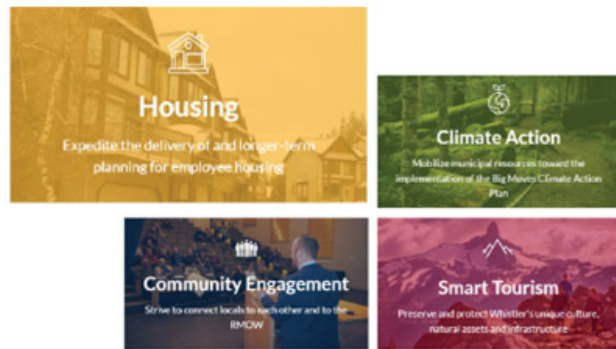 Housing
Expedite the delivery of and longer-term
planning for employee housing
Climate Action
Mobilize municipal resources toward the
implementation of the Big Moves Climate Action
Plan
Community Engagement
Strive to connect locals to each other and to the
RMOW
Smart Tourism
Preserve and protect Whistler's unique culture,
natural assets and infrastructure